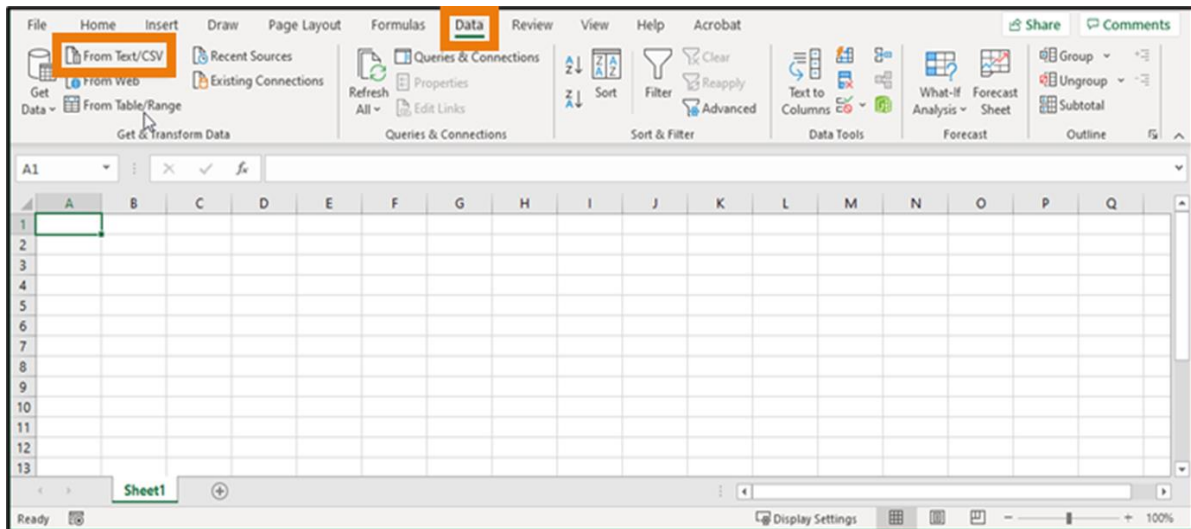 File Home Insert Draw Page Layout Formulas Data Review View Help Acrobat Share Comments
From Text/CSV Recent Sources Queries & Connections Clear Group
From Web Existing Connections Properties Reapply Ungroup
Get Data From Table/Range Refresh All Edit Links Sort Filter Advanced Text to Columns What-If Analysis Forecast Sheet Subtotal
Get & Transform Data Queries & Connections Sort & Filter Data Tools Forecast Outline
A1 fx
A B C D E F G H I J K L M N O P Q
1
2
3
4
5
6
7
8
9
10
11
12
13
Sheet1
Ready Display Settings 100%